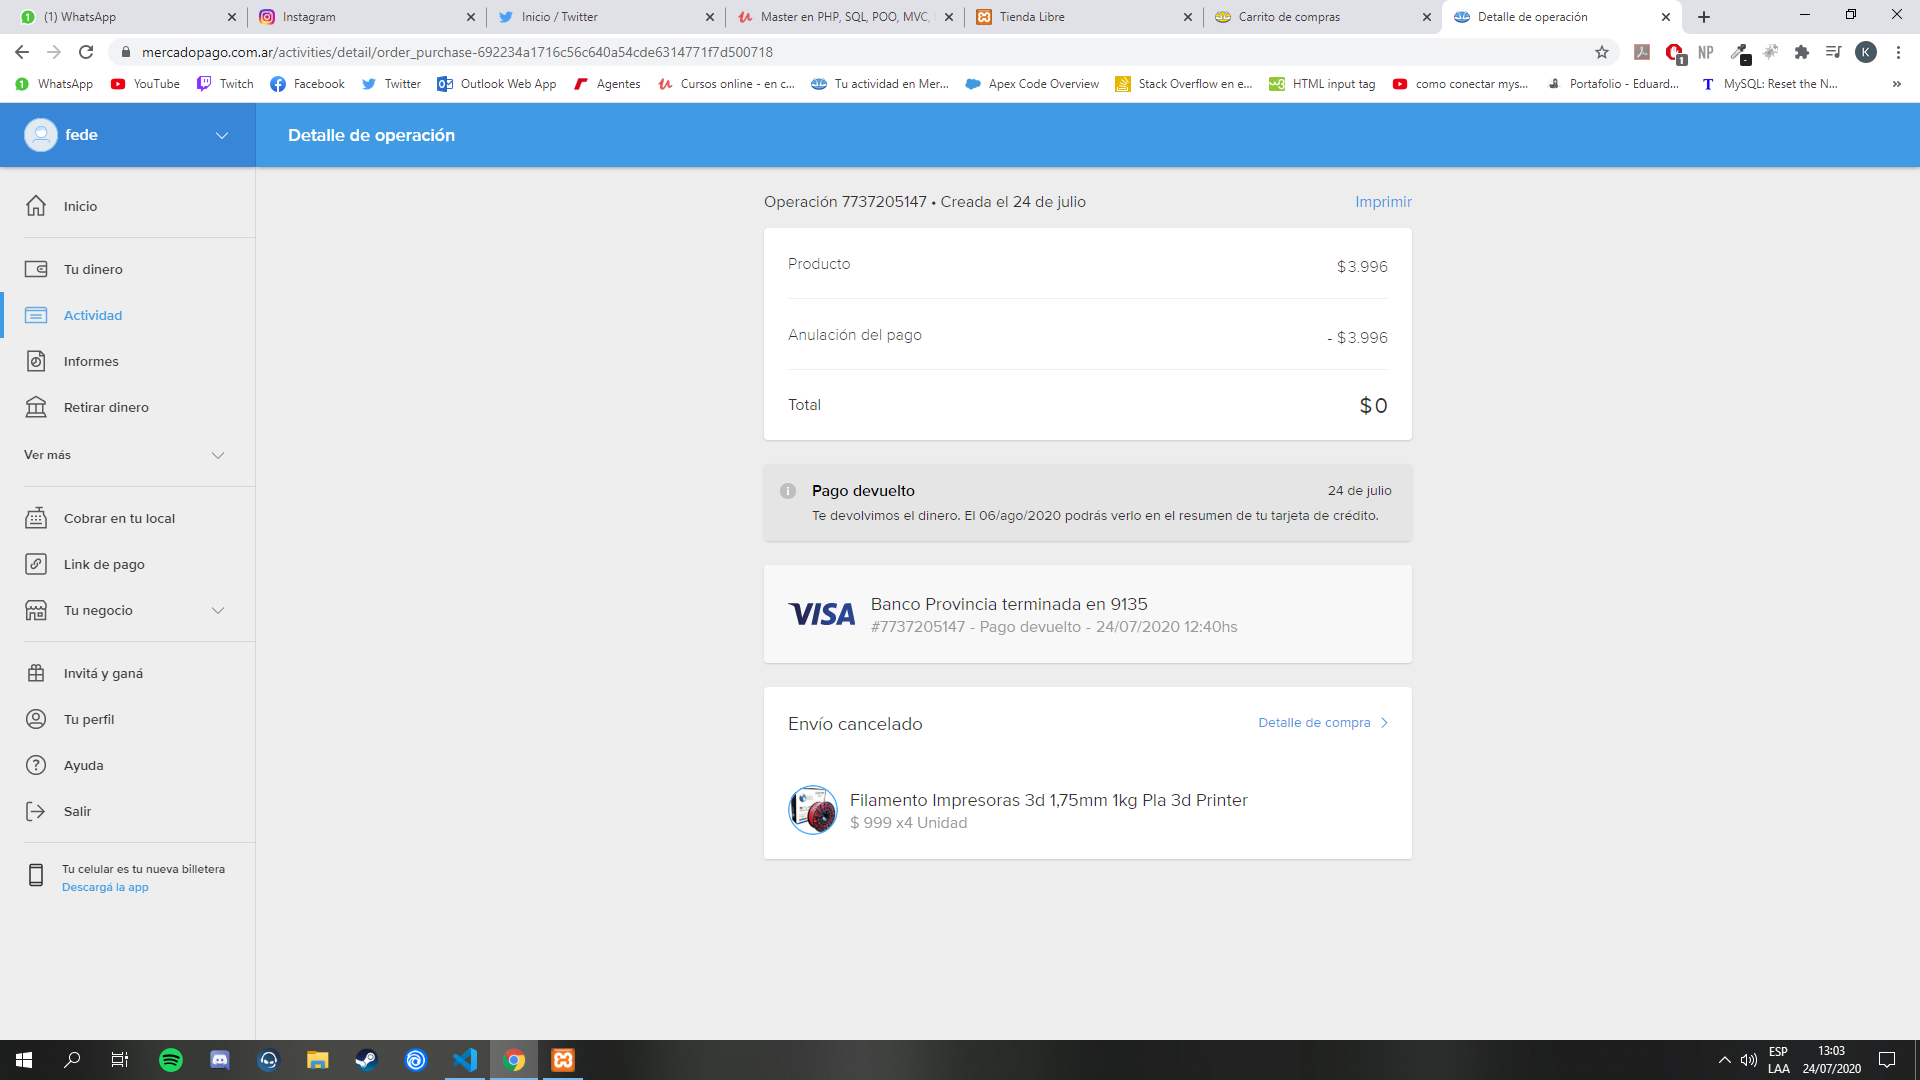 (1) WhatsApp
Instagram
Inicio / Twitter
Master en PHP, SQL, POO, MVC,
Tienda Libre
Carrito de compras
Detalle de operación
mercadopago.com.ar/activities/detail/order_purchase-692234a1716c56c640a54cde6314771f7d500718
NP
1
K
WhatsApp
YouTube
Twitch
Facebook
Twitter
Outlook Web App
Agentes
Cursos online - en c...
Tu actividad en Mer...
Apex Code Overview
Stack Overflow en e...
HTML input tag
como conectar mys...
Portafolio - Eduard...
MySQL: Reset the N...
»
fede
Detalle de operación
Inicio
Tu dinero
Actividad
Informes
Retirar dinero
Ver más
Cobrar en tu local
Link de pago
Tu negocio
Invitá y ganá
Tu perfil
Ayuda
Salir
Tu celular es tu nueva billetera
Descargá la app
Operación 7737205147 • Creada el 24 de julio
Imprimir
Producto
$ 3.996
Anulación del pago
- $ 3.996
Total
$ 0
Pago devuelto
24 de julio
Te devolvimos el dinero. El 06/ago/2020 podrás verlo en el resumen de tu tarjeta de crédito.
VISA
Banco Provincia terminada en 9135
#7737205147 - Pago devuelto - 24/07/2020 12:40hs
Envío cancelado
Detalle de compra
Filamento Impresoras 3d 1,75mm 1kg Pla 3d Printer
$ 999 x4 Unidad
ESP
LAA
13:03
24/07/2020